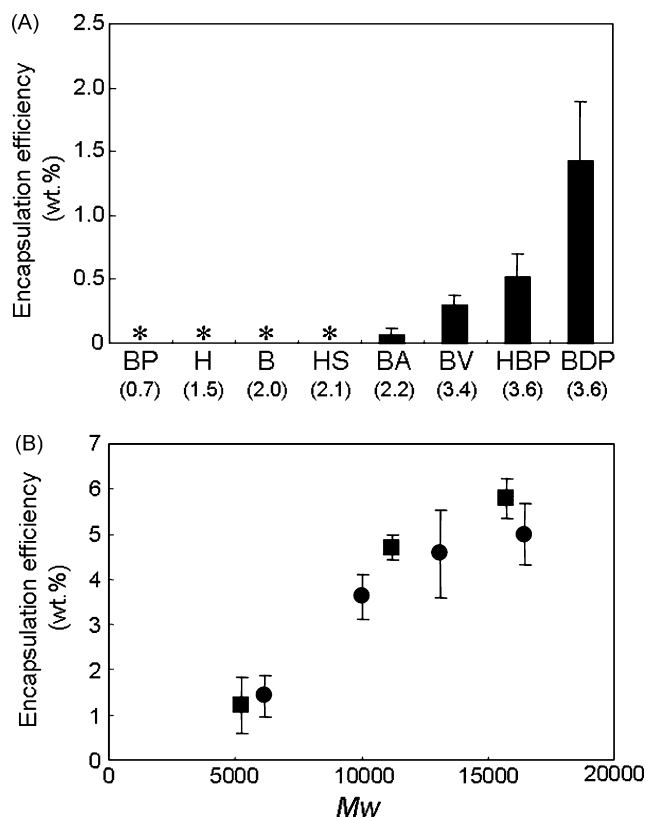 (A)
Encapsulation efficiency
(wt.%)
2.5
2.0
1.5
1.0
0.5
0
* * * *
BP H B HS BA BV HBP BDP
(0.7) (1.5) (2.0) (2.1) (2.2) (3.4) (3.6) (3.6)
(B)
Encapsulation efficiency
(wt.%)
7
6
5
4
3
2
1
0
0 5000 10000 15000 20000
Mw